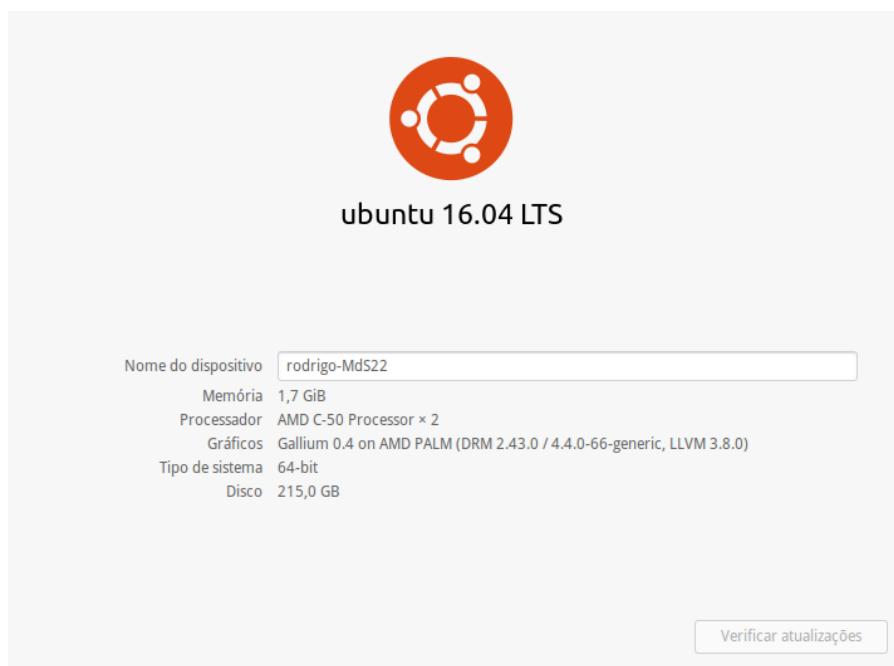 ubuntu 16.04 LTS
Nome do dispositivo rodrigo-MdS22
Memória 1,7 GiB
Processador AMD C-50 Processor × 2
Gráficos Gallium 0.4 on AMD PALM (DRM 2.43.0 / 4.4.0-66-generic, LLVM 3.8.0)
Tipo de sistema 64-bit
Disco 215,0 GB
Verificar atualizações